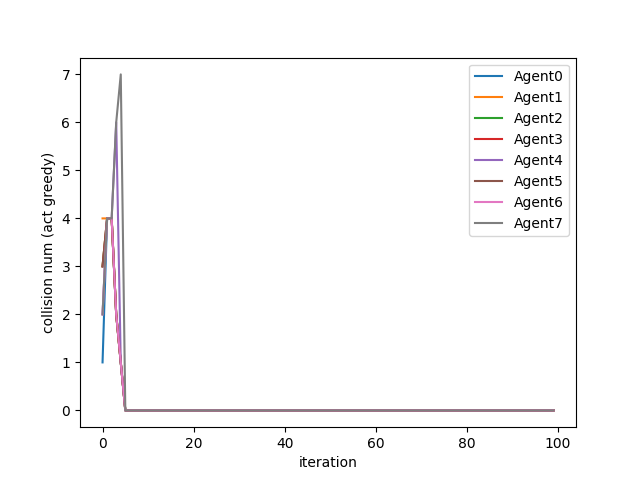 7
6
5
4
3
2
1
0
collision num (act greedy)
Agent0
Agent1
Agent2
Agent3
Agent4
Agent5
Agent6
Agent7
0 20 40 60 80 100
iteration